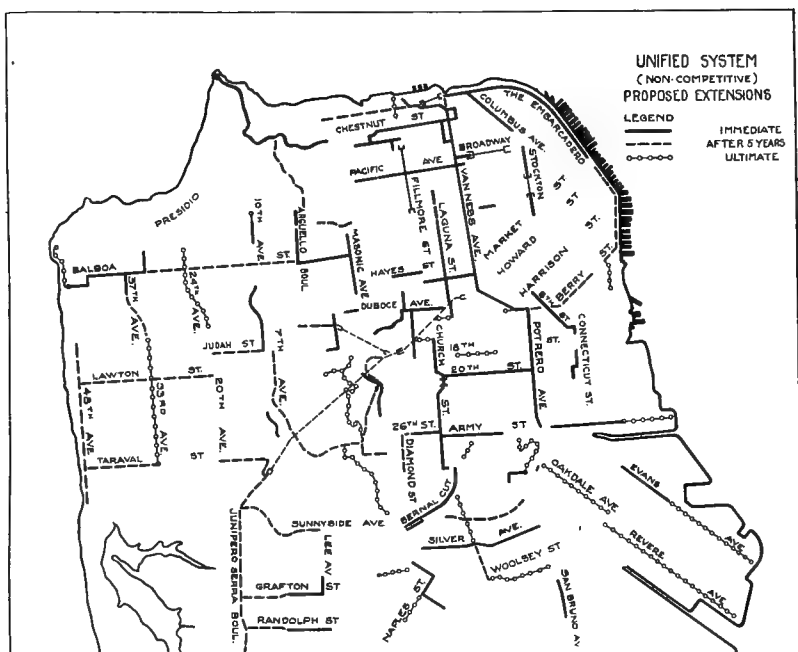 UNIFIED SYSTEM
(NON-COMPETITIVE)
PROPOSED EXTENSIONS
LEGEND
IMMEDIATE
AFTER 5 YEARS
ULTIMATE
THE EMBARCADERO
COLUMBUS AVE.
CHESTNUT ST
BROADWAY
STOCKTON ST
PACIFIC AVE
VAN NESS AVE.
FILLMORE ST
LAGUNA ST.
PRESIDIO
10TH AVE.
ARGUELLO BOUL
MASONIC AVE
MARKET ST
HOWARD ST.
HARRISON ST.
BALBOA ST.
HAYES ST
37TH AVE.
24TH AVE.
DUBOCE AVE.
6TH ST
BERRY
CONNECTICUT ST.
POTRERO AVE
JUDAH ST
7TH AVE.
CHURCH ST.
18TH ST.
20TH
LAWTON ST.
48TH AVE.
33RD AVE.
20TH AVE.
TARAVAL ST
26TH ST.
ARMY ST
DIAMOND ST
BERNAL CUT
OAKDALE AVE
EVANS AVE.
REVERE AVE
SUNNYSIDE AVE
SILVER AVE.
WOOLSEY ST
JUNIPERO SERRA BOUL.
LEE AV
GRAFTON ST
RANDOLPH ST
NAPLES ST.
SAN BRUNO AV